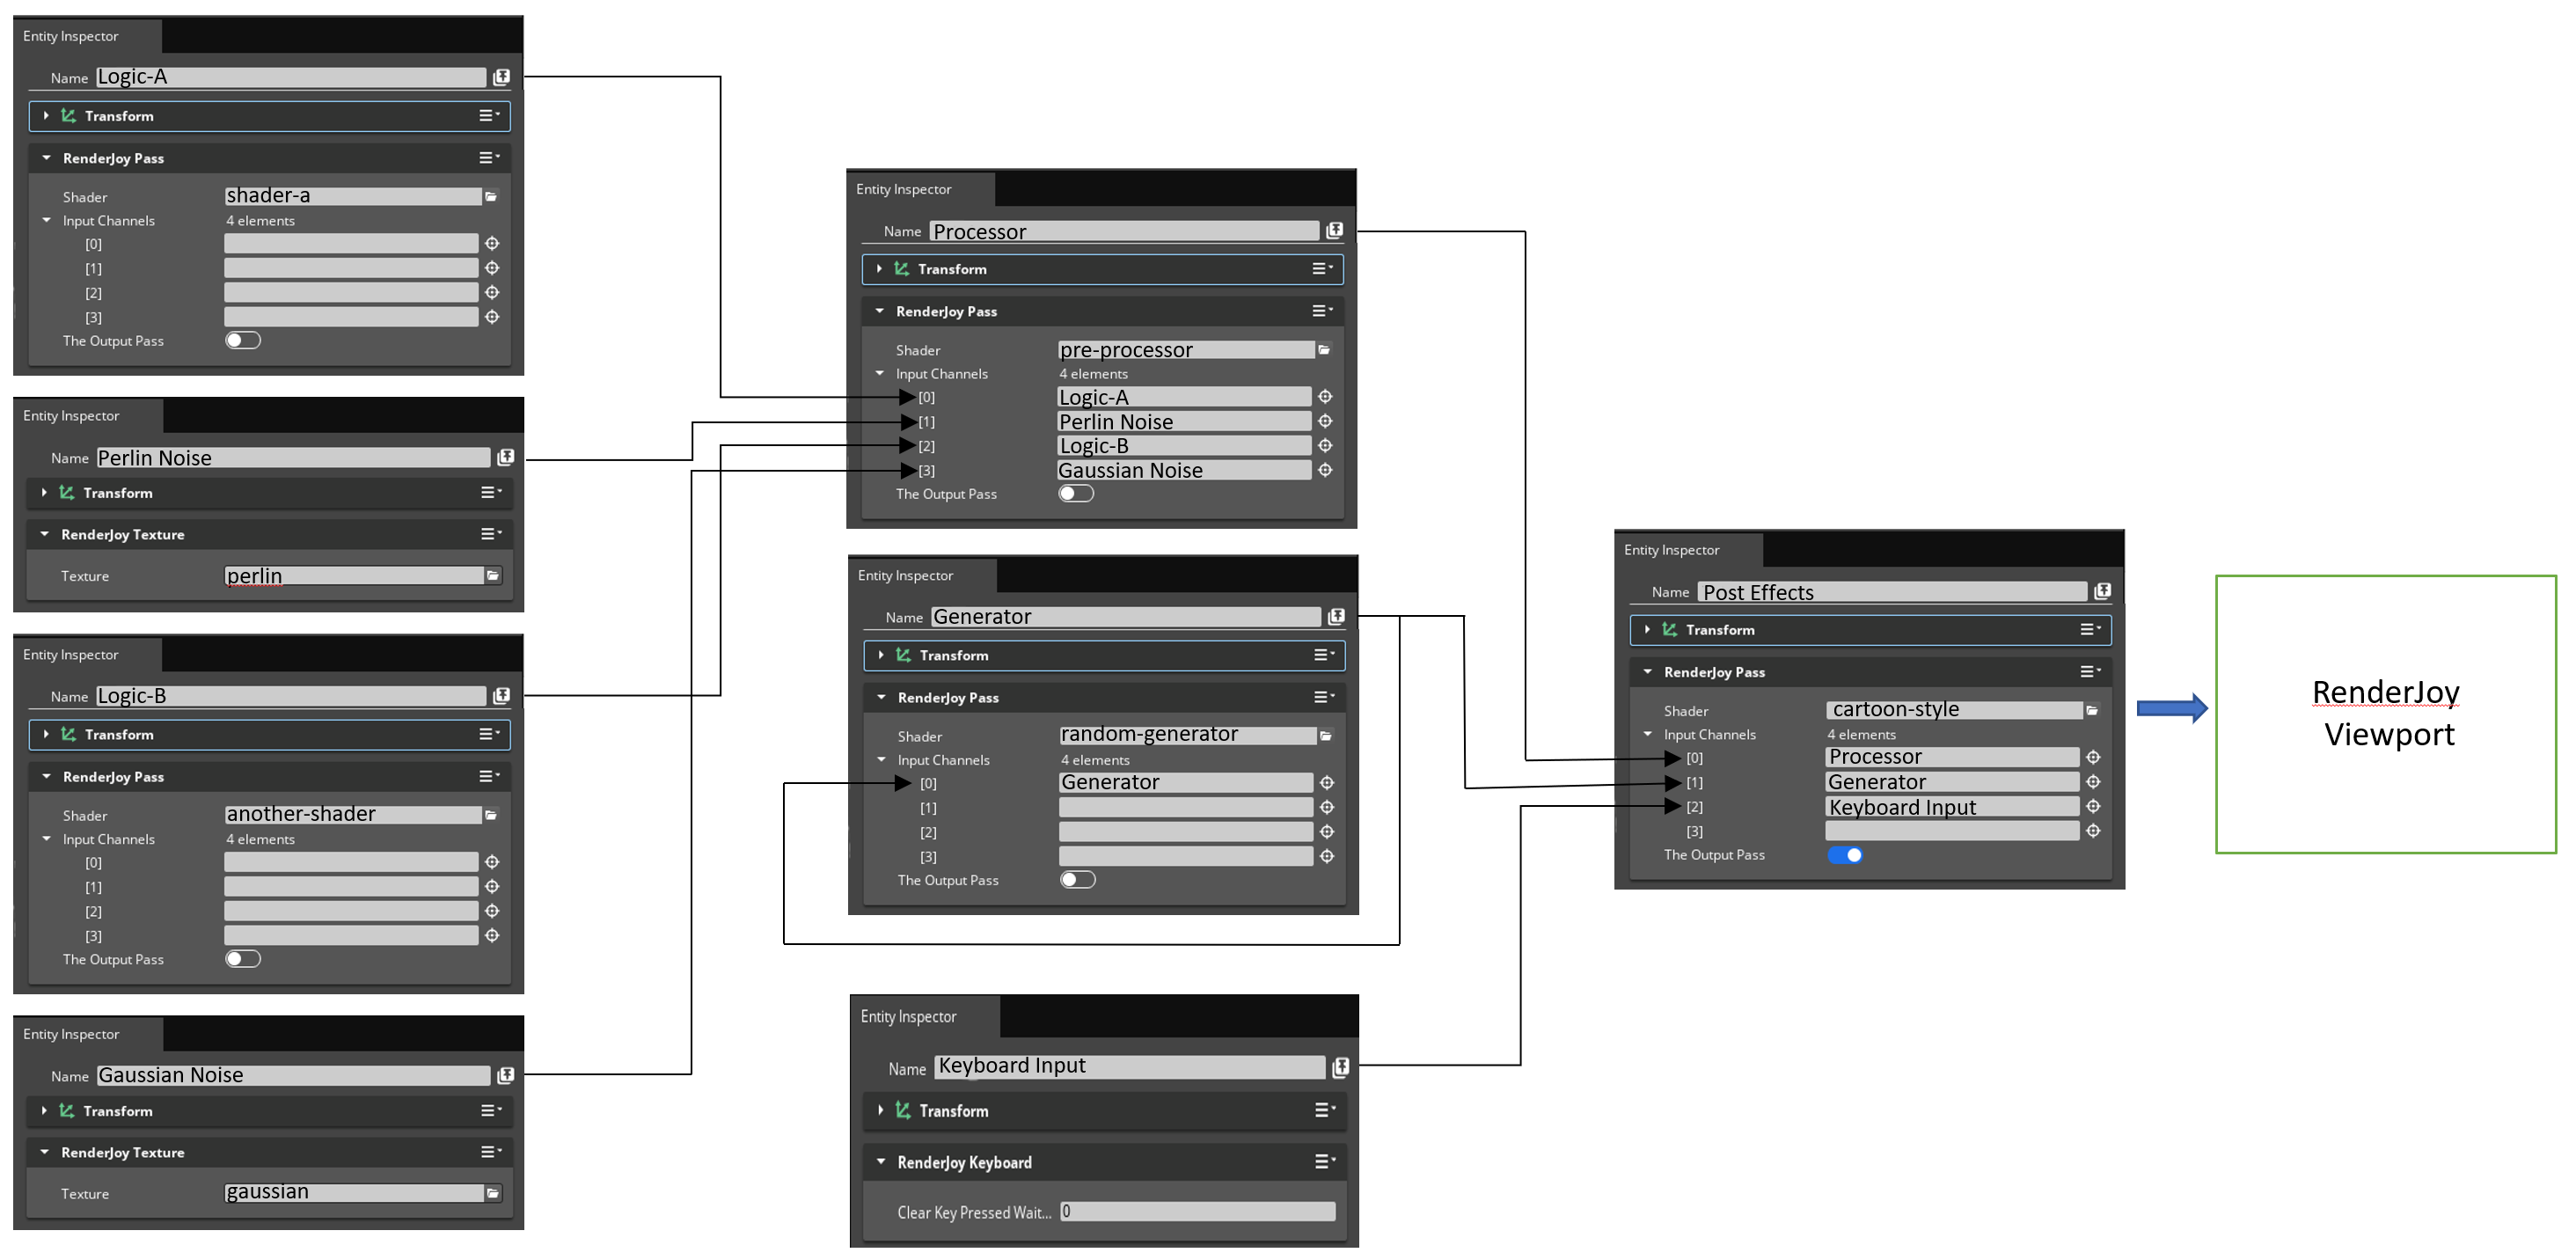 Entity Inspector
Name Logic-A
Transform
RenderJoy Pass
Shader shader-a
Input Channels 4 elements
[0]
[1]
[2]
[3]
The Output Pass
Entity Inspector
Name Perlin Noise
Transform
RenderJoy Texture
Texture perlin
Entity Inspector
Name Logic-B
Transform
RenderJoy Pass
Shader another-shader
Input Channels 4 elements
[0]
[1]
[2]
[3]
The Output Pass
Entity Inspector
Name Gaussian Noise
Transform
RenderJoy Texture
Texture gaussian
Entity Inspector
Name Processor
Transform
RenderJoy Pass
Shader pre-processor
Input Channels 4 elements
[0] Logic-A
[1] Perlin Noise
[2] Logic-B
[3] Gaussian Noise
The Output Pass
Entity Inspector
Name Generator
Transform
RenderJoy Pass
Shader random-generator
Input Channels 4 elements
[0] Generator
[1]
[2]
[3]
The Output Pass
Entity Inspector
Name Keyboard Input
Transform
RenderJoy Keyboard
Clear Key Pressed Wait... 0
Entity Inspector
Name Post Effects
Transform
RenderJoy Pass
Shader cartoon-style
Input Channels 4 elements
[0] Processor
[1] Generator
[2] Keyboard Input
[3]
The Output Pass
RenderJoy
Viewport